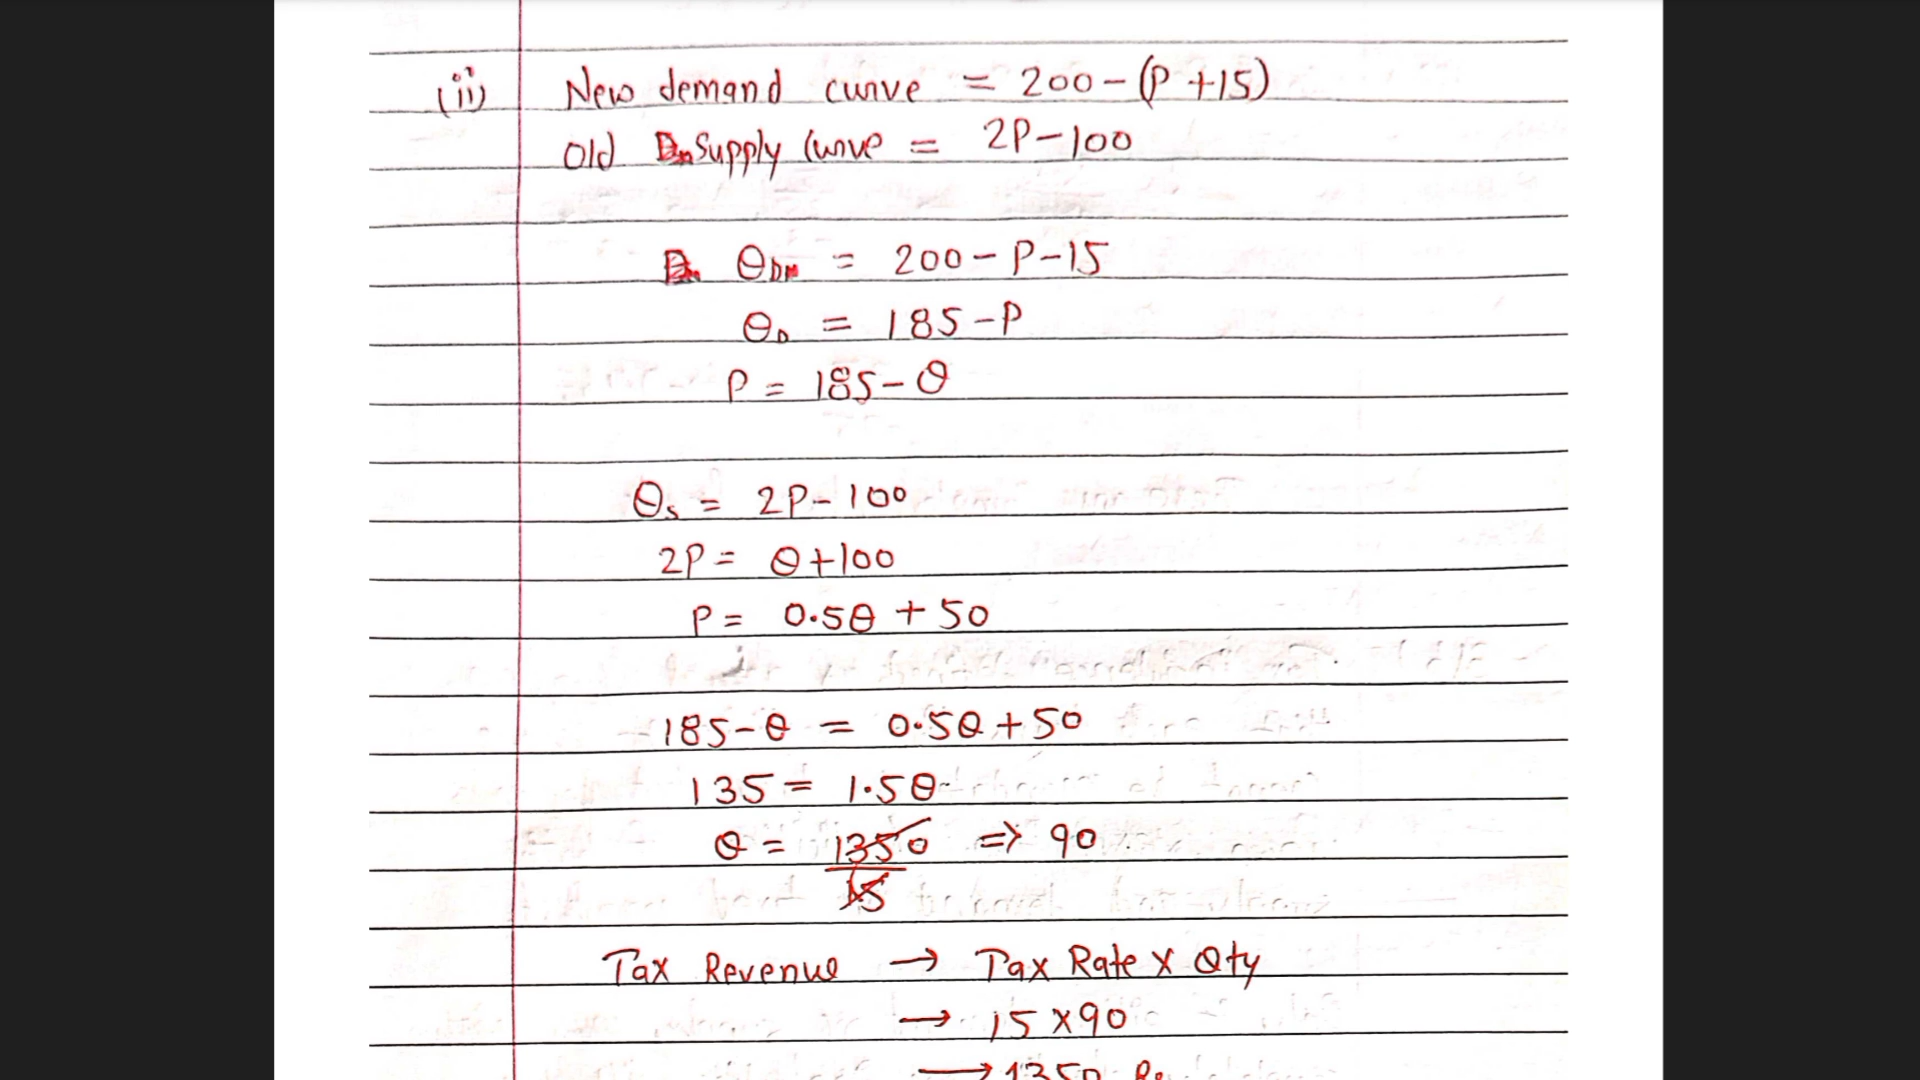 (ii) New demand curve = 200 - (P + 15)
Old Supply Curve = 2P - 100
QD = 200 - P - 15
QD = 185 - P
P = 185 - Q
Qs = 2P - 100
2P = Q + 100
P = 0.5Q + 50
185 - Q = 0.5Q + 50
135 = 1.5Q
Q = 1350/15 => 90
Tax Revenue → Tax Rate x Qty
→ 15 x 90
→ 1350 Rs